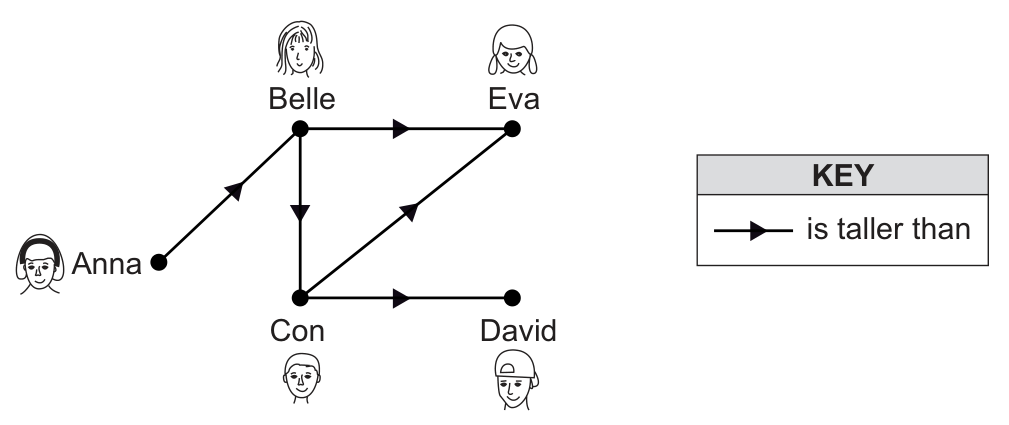 Belle
Eva
Anna
Con
David
KEY
is taller than